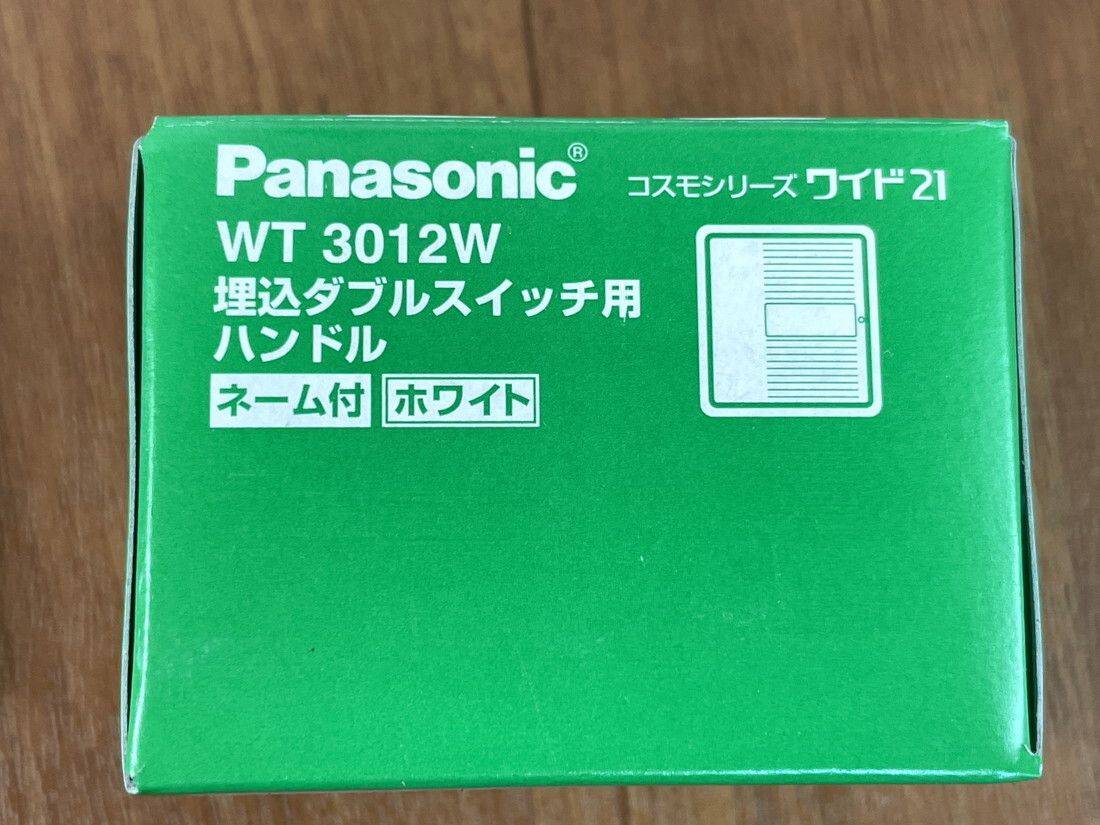 Panasonic®
コスモシリーズ ワイド21
WT 3012W
埋込ダブルスイッチ用
ハンドル
ネーム付 ホワイト